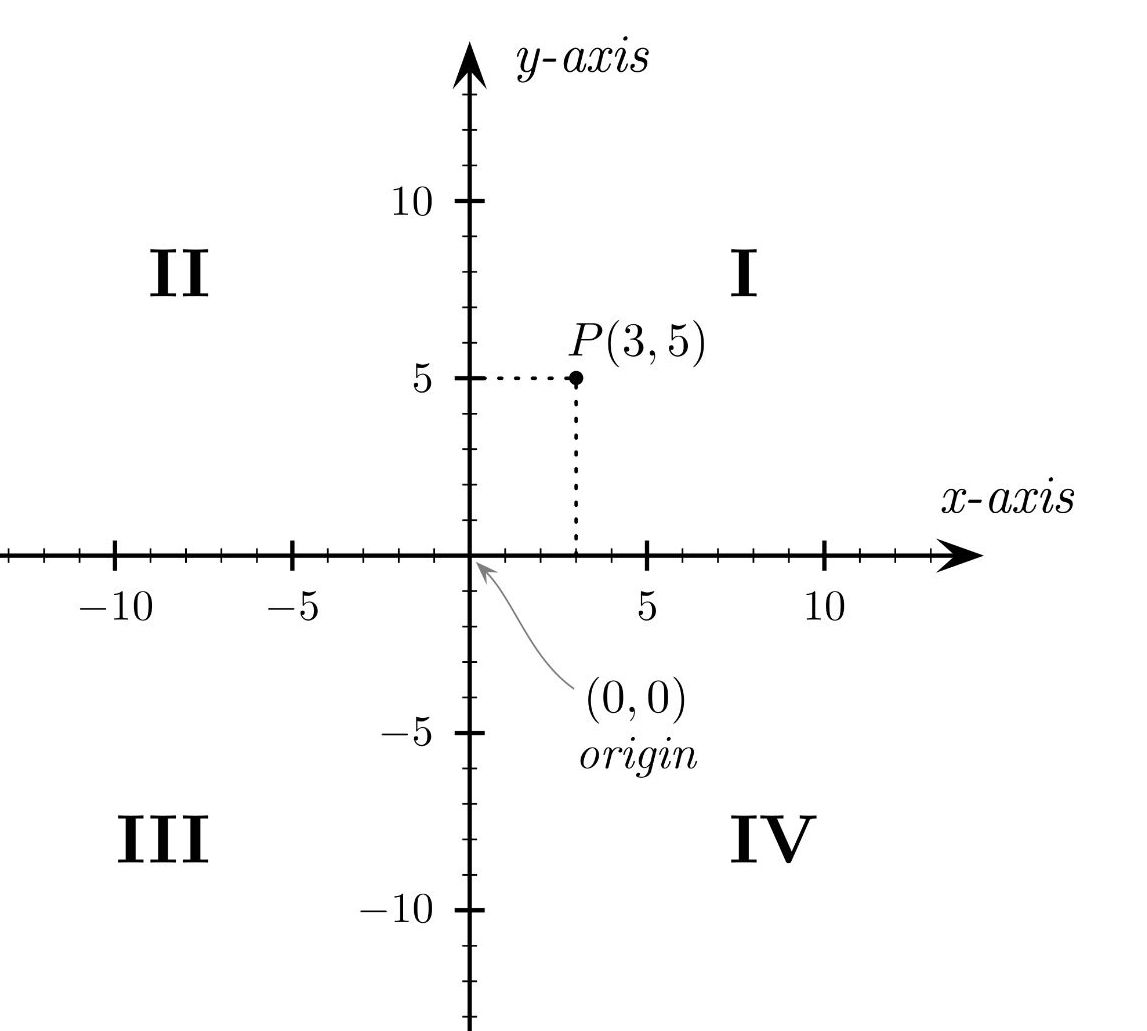 y-axis
10
II
I
P(3, 5)
5
x-axis
−10
−5
5
10
(0, 0)
−5
origin
III
IV
−10